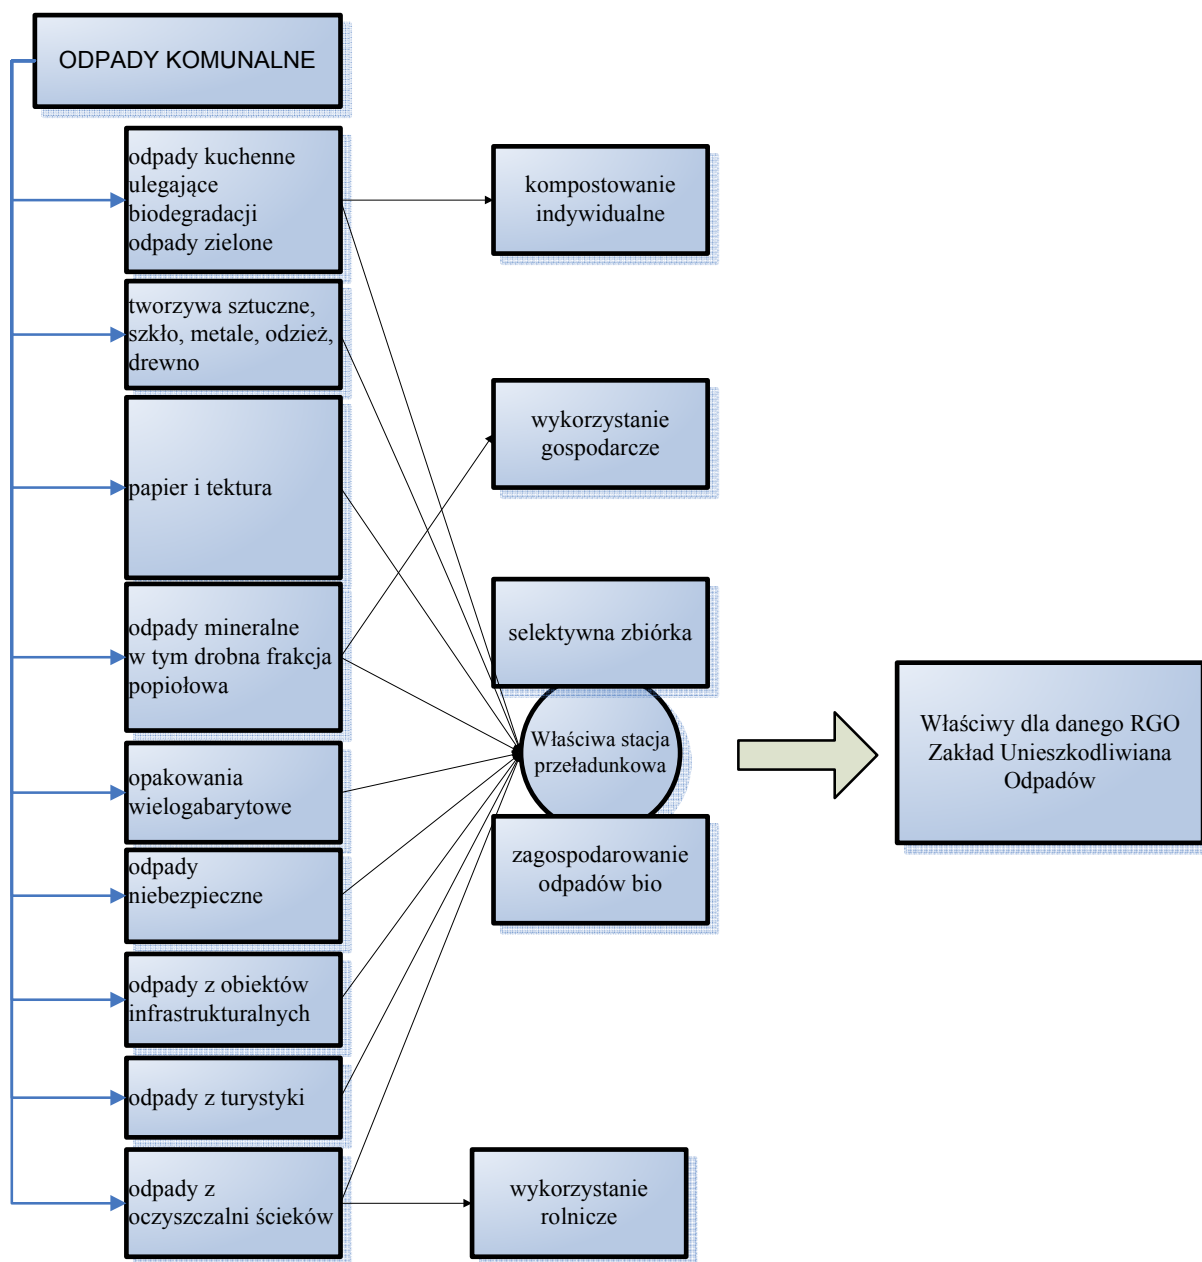 ODPADY KOMUNALNE
odpady kuchenne
ulegające
biodegradacji
odpady zielone
kompostowanie
indywidualne
tworzywa sztuczne,
szkło, metale, odzież,
drewno
papier i tektura
wykorzystanie
gospodarcze
odpady mineralne
w tym drobna frakcja
popiołowa
selektywna zbiórka
Właściwa stacja
przeładunkowa
zagospodarowanie
odpadów bio
Właściwy dla danego RGO
Zakład Unieszkodliwiana
Odpadów
opakowania
wielogabarytowe
odpady
niebezpieczne
odpady z obiektów
infrastrukturalnych
odpady z turystyki
odpady z
oczyszczalni ścieków
wykorzystanie
rolnicze